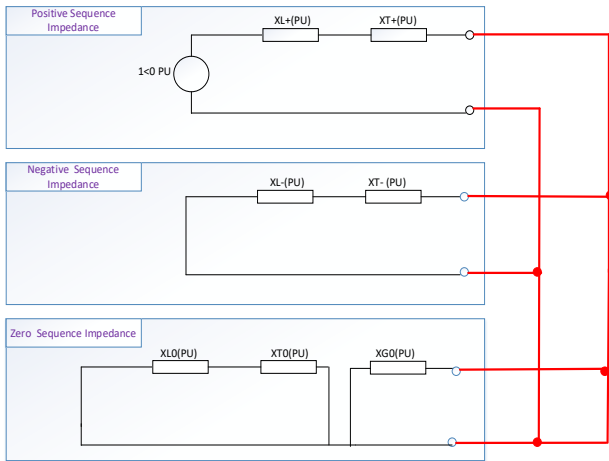 Positive Sequence
Impedance
XL+(PU)
XT+(PU)
1<0 PU
Negative Sequence
Impedance
XL-(PU)
XT- (PU)
Zero Sequence Impedance
XL0(PU)
XT0(PU)
XG0(PU)